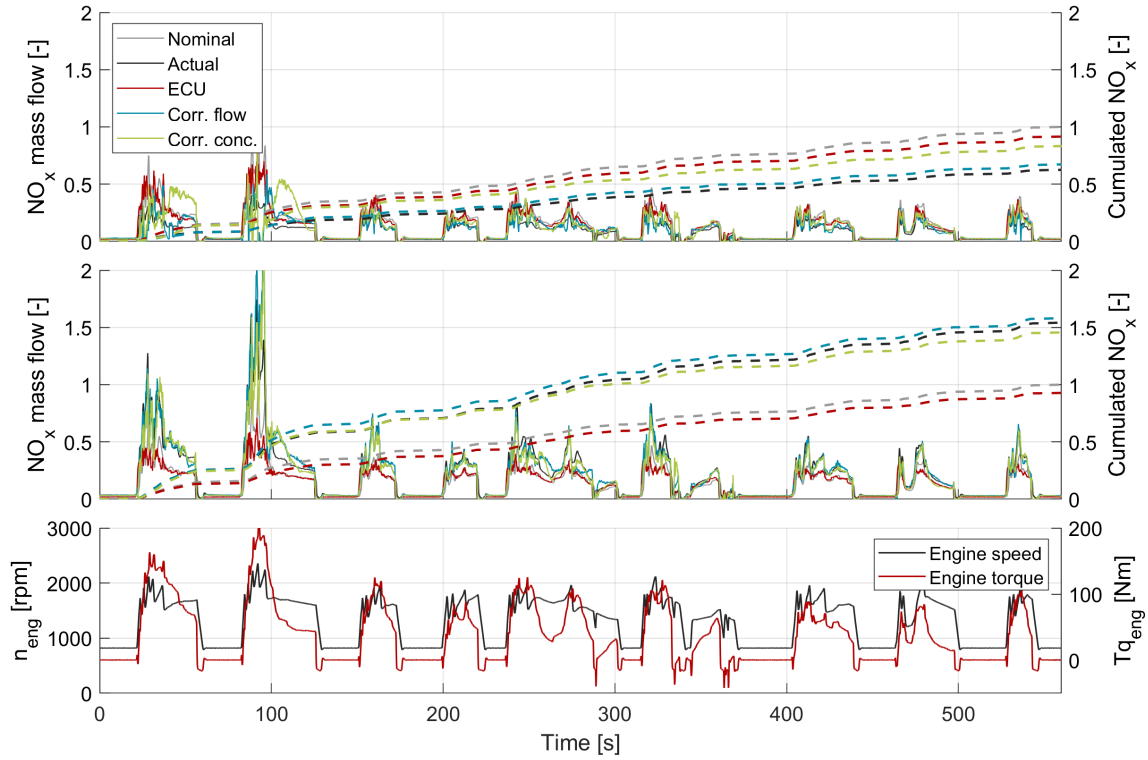 2
1.5
1
0.5
0
NOx mass flow [-]
Nominal
Actual
ECU
Corr. flow
Corr. conc.
2
1.5
1
0.5
0
Cumulated NOx [-]
2
1.5
1
0.5
0
NOx mass flow [-]
2
1.5
1
0.5
0
Cumulated NOx [-]
3000
2000
1000
0
neng [rpm]
Engine speed
Engine torque
200
100
0
Tqeng [Nm]
0 100 200 300 400 500
Time [s]